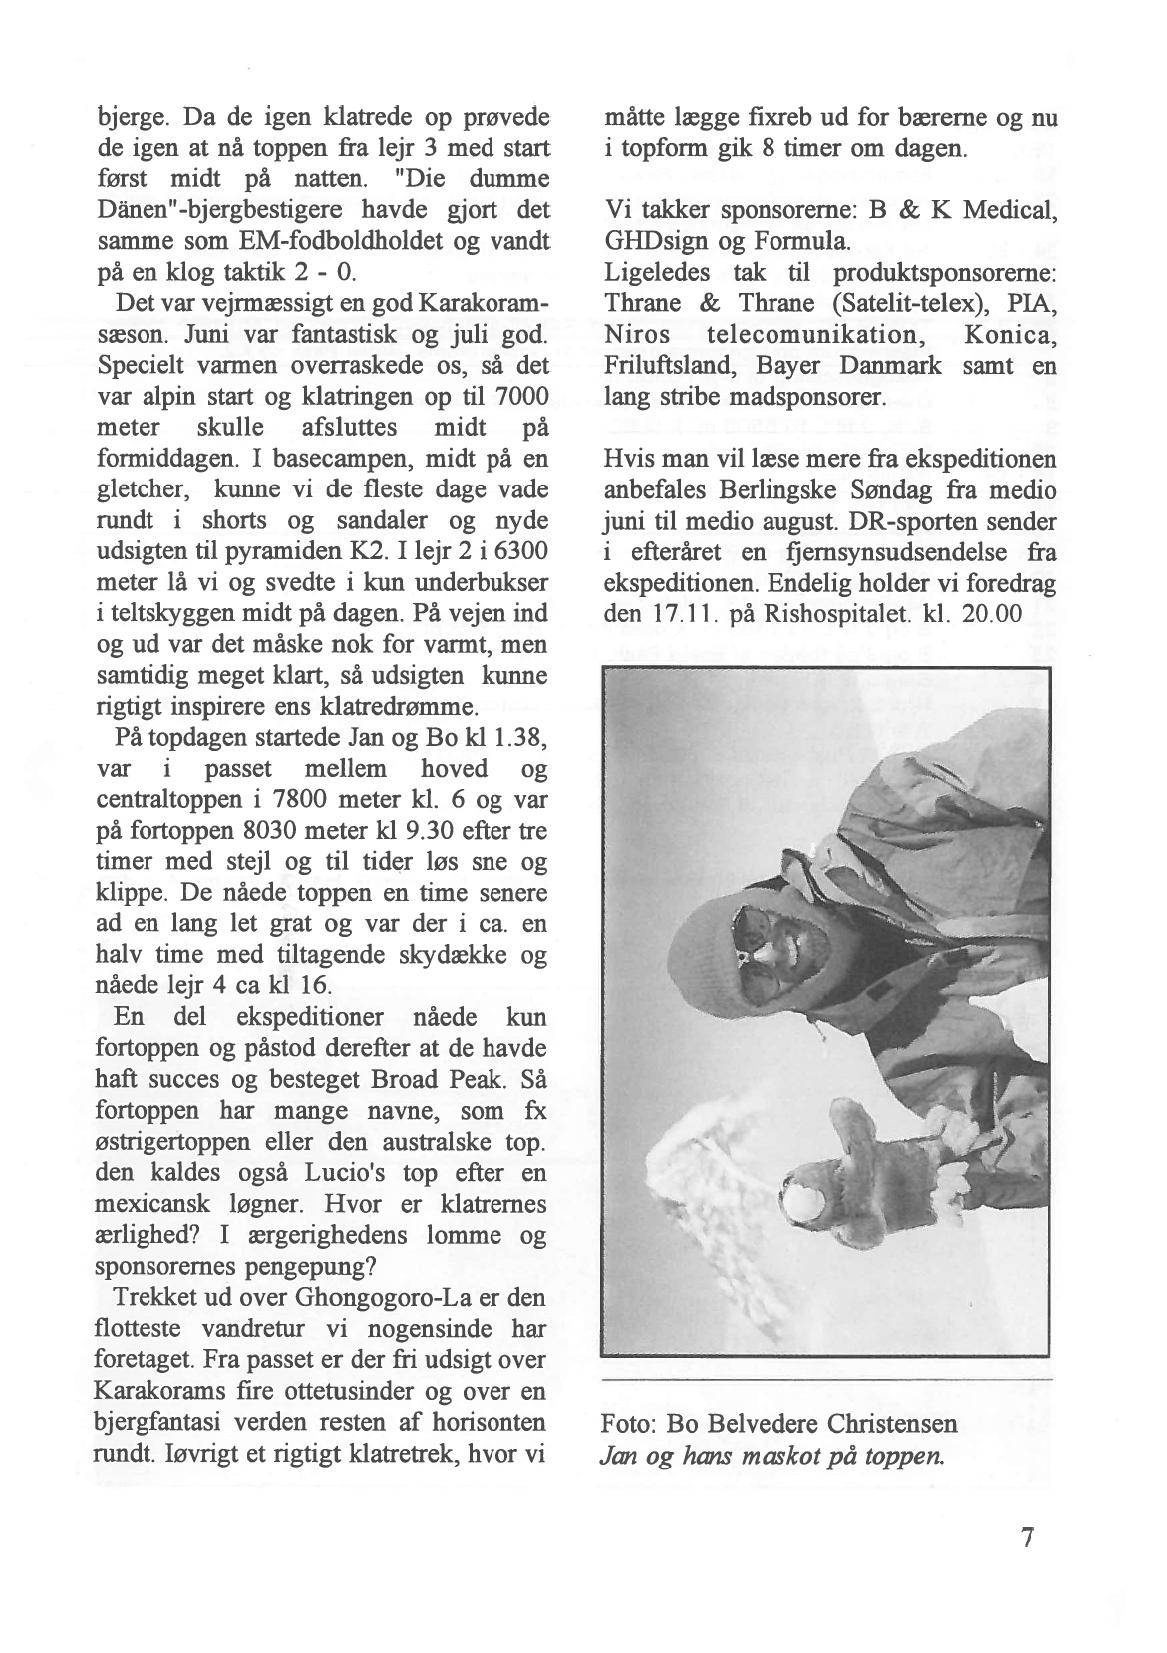 bjerge. Da de igen klatrede op prøvede
de igen at nå toppen fra lejr 3 med start
først midt på natten. "Die dumme
Dänen"-bjergbestigere havde gjort det
samme som EM-fodboldholdet og vandt
på en klog taktik 2 - 0.
Det var vejrmæssigt en god Karakoram-
sæson. Juni var fantastisk og juli god.
Specielt varmen overraskede os, så det
var alpin start og klatringen op til 7000
meter skulle afsluttes midt på
formiddagen. I basecampen, midt på en
gletcher, kunne vi de fleste dage vade
rundt i shorts og sandaler og nyde
udsigten til pyramiden K2. I lejr 2 i 6300
meter lå vi og svedte i kun underbukser
i teltskyggen midt på dagen. På vejen ind
og ud var det måske nok for varmt, men
samtidig meget klart, så udsigten kunne
rigtigt inspirere ens klatredrømme.
På topdagen startede Jan og Bo kl 1.38,
var i passet mellem hoved og
centraltoppen i 7800 meter kl. 6 og var
på fortoppen 8030 meter kl 9.30 efter tre
timer med stejl og til tider løs sne og
klippe. De nåede toppen en time senere
ad en lang let grat og var der i ca. en
halv time med tiltagende skydække og
nåede lejr 4 ca kl 16.
En del ekspeditioner nåede kun
fortoppen og påstod derefter at de havde
haft succes og besteget Broad Peak. Så
fortoppen har mange navne, som fx
østrigertoppen eller den australske top.
den kaldes også Lucio's top efter en
mexicansk løgner. Hvor er klatrernes
ærlighed? I ærgerighedens lomme og
sponsorernes pengepung?
Trekket ud over Ghongogoro-La er den
flotteste vandretur vi nogensinde har
foretaget. Fra passet er der fri udsigt over
Karakorams fire ottetusinder og over en
bjergfantasi verden resten af horisonten
rundt. Iøvrigt et rigtigt klatretrek, hvor vi
måtte lægge fixreb ud for bærerne og nu
i topform gik 8 timer om dagen.
Vi takker sponsorerne: B & K Medical,
GHDsign og Formula.
Ligeledes tak til produktsponsorerne:
Thrane & Thrane (Satelit-telex), PIA,
Niros telecomunikation, Konica,
Friluftsland, Bayer Danmark samt en
lang stribe madsponsorer.
Hvis man vil læse mere fra ekspeditionen
anbefales Berlingske Søndag fra medio
juni til medio august. DR-sporten sender
i efteråret en fjernsynsudsendelse fra
ekspeditionen. Endelig holder vi foredrag
den 17.11. på Rishospitalet. kl. 20.00
Foto: Bo Belvedere Christensen
Jan og hans maskot på toppen.
7